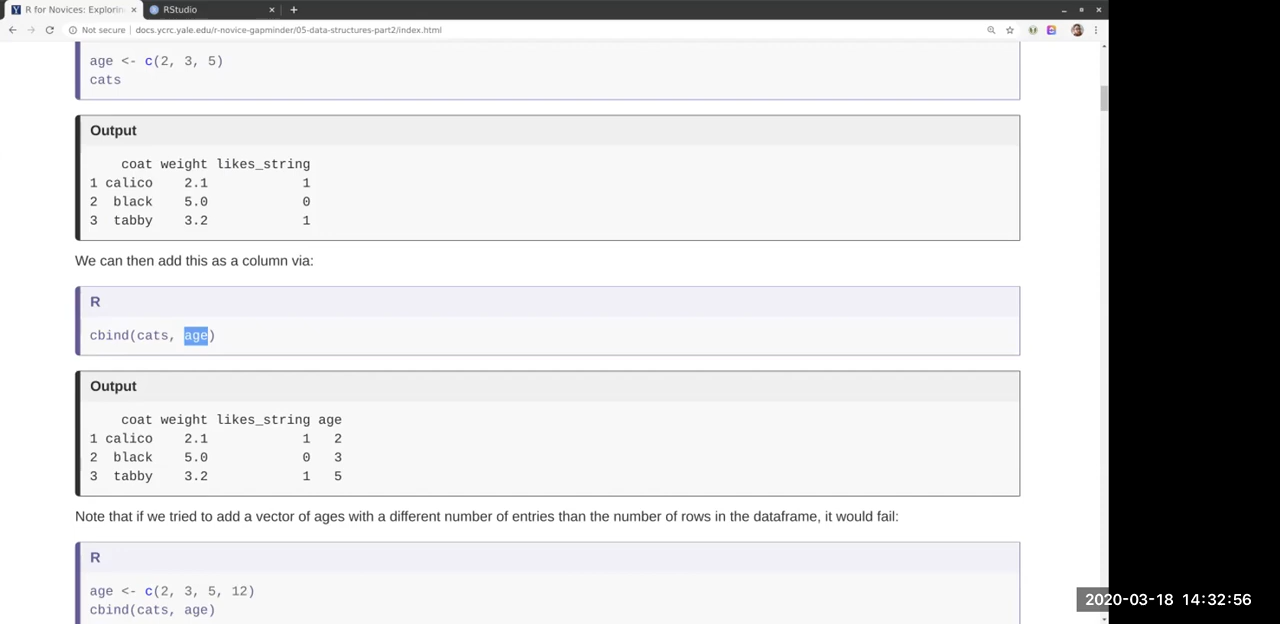 R for Novices: Explorin
RStudio
Not secure | docs.ycrc.yale.edu/r-novice-gapminder/05-data-structures-part2/index.html
age <- c(2, 3, 5)
cats
Output
coat weight likes_string
1 calico 2.1 1
2 black 5.0 0
3 tabby 3.2 1
We can then add this as a column via:
R
cbind(cats, age)
Output
coat weight likes_string age
1 calico 2.1 1 2
2 black 5.0 0 3
3 tabby 3.2 1 5
Note that if we tried to add a vector of ages with a different number of entries than the number of rows in the dataframe, it would fail:
R
age <- c(2, 3, 5, 12)
cbind(cats, age)
2020-03-18 14:32:56